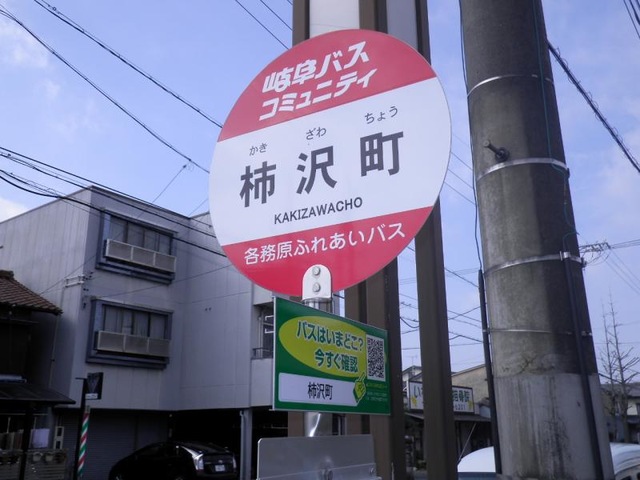 岐阜バス
コミュニティ
かき ざわ ちょう
柿沢町
KAKIZAWACHO
各務原ふれあいバス
バスはいまどこ?
今すぐ確認
柿沢町